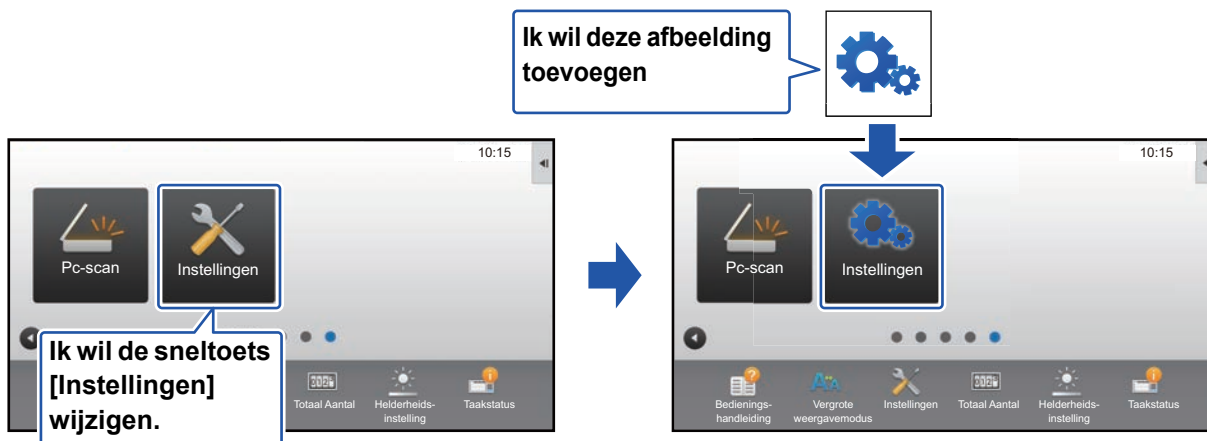 Ik wil deze afbeelding
toevoegen
10:15
Pc-scan
Instellingen
Ik wil de sneltoets
[Instellingen]
wijzigen.
Totaal Aantal
Helderheids-
instelling
Taakstatus
10:15
Pc-scan
Instellingen
Bedienings-
handleiding
Vergrote
weergavemodus
Instellingen
Totaal Aantal
Helderheids-
instelling
Taakstatus